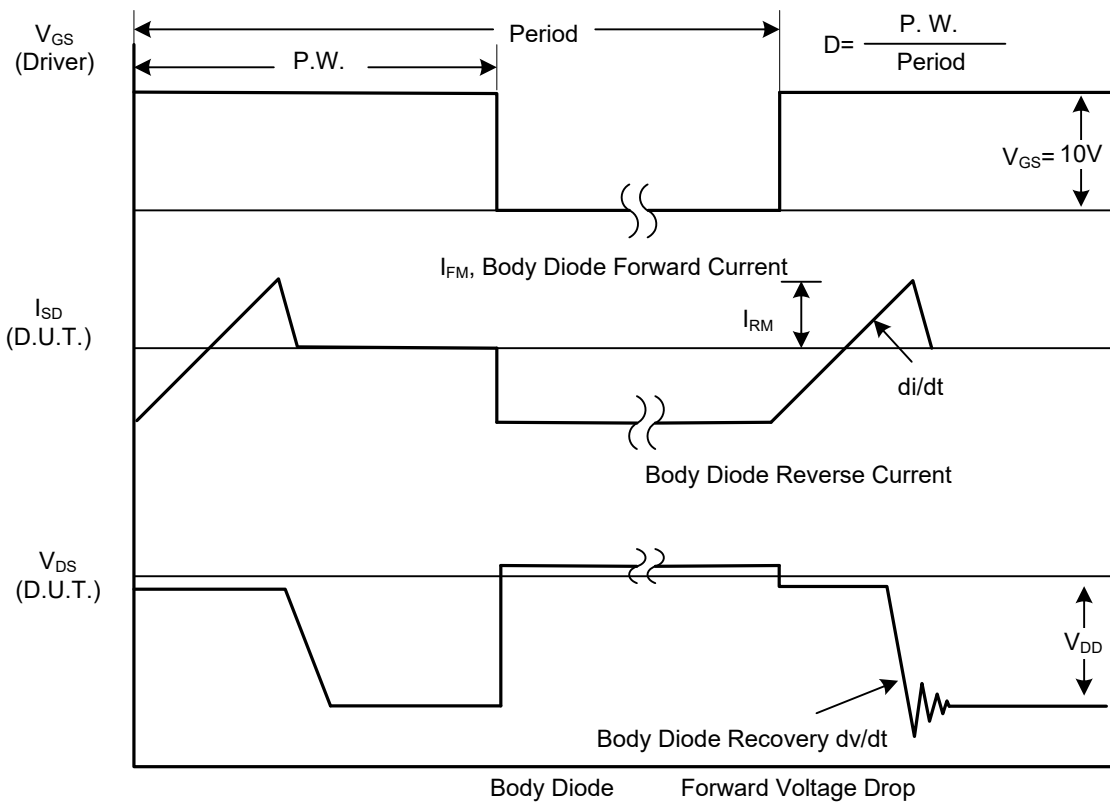 V_GS
(Driver)
Period
P.W.
D= P. W.
Period
V_GS= 10V
I_FM, Body Diode Forward Current
I_SD
(D.U.T.)
I_RM
di/dt
Body Diode Reverse Current
V_DS
(D.U.T.)
V_DD
Body Diode Recovery dv/dt
Body Diode Forward Voltage Drop